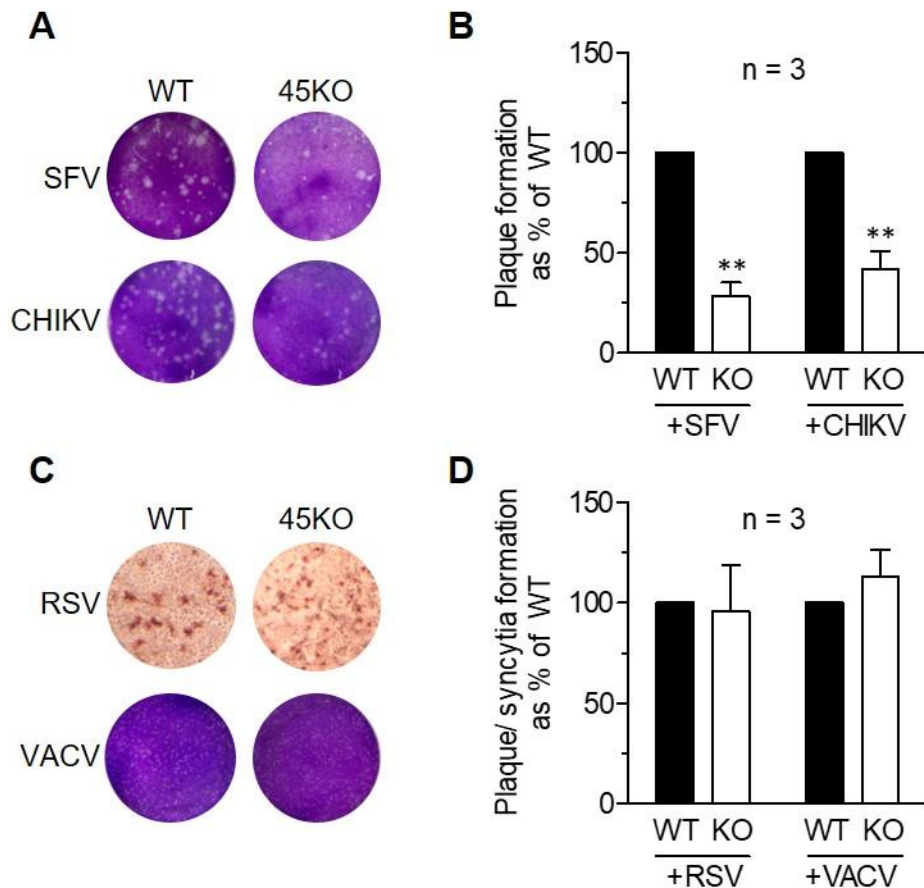 A
WT 45KO
SFV
CHIKV
B
Plaque formation
as % of WT
150
100
50
0
n = 3
**
**
WT KO WT KO
+SFV +CHIKV
C
WT 45KO
RSV
VACV
D
Plaque/ syncytia formation
as % of WT
150
100
50
0
n = 3
WT KO WT KO
+RSV +VACV